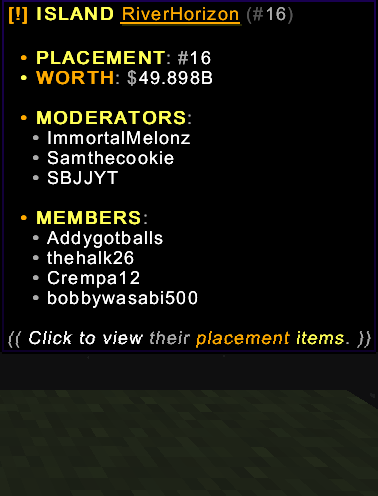 [!] ISLAND RiverHorizon (#16)
• PLACEMENT: #16
• WORTH: $49.898B
• MODERATORS:
• ImmortalMelonz
• Samthecookie
• SBJJYT
• MEMBERS:
• Addygotballs
• thehalk26
• Crempa12
• bobbywasabi500
(( Click to view their placement items. ))